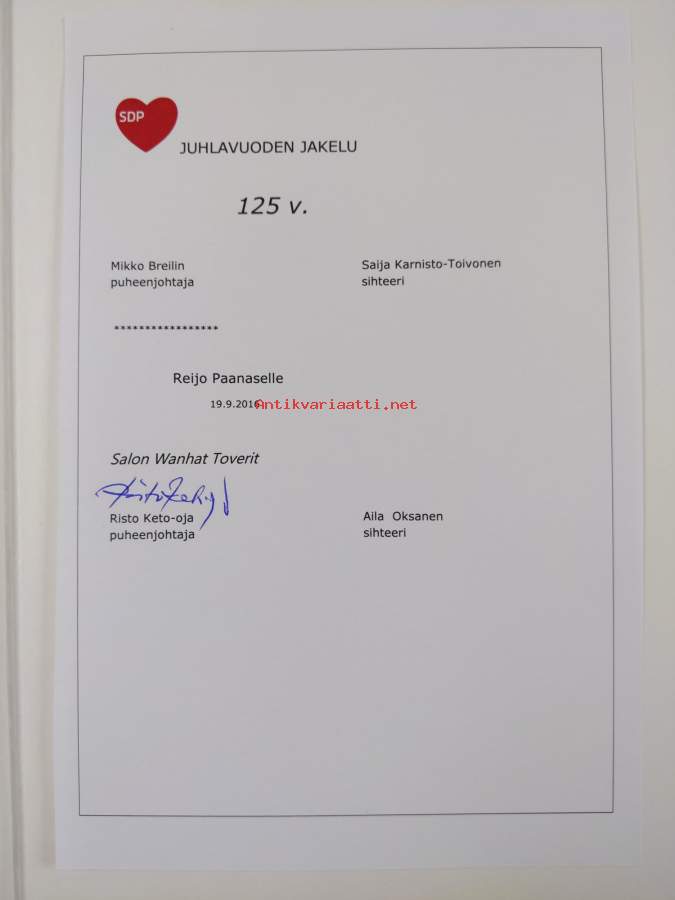 SDP
JUHLAVUODEN JAKELU
125 v.
Mikko Breilin
puheenjohtaja
Saija Karnisto-Toivonen
sihteeri
*****************
Reijo Paanaselle
19.9.2016
Antikvariaatti.net
Salon Wanhat Toverit
Risto Keto-oja
puheenjohtaja
Aila Oksanen
sihteeri